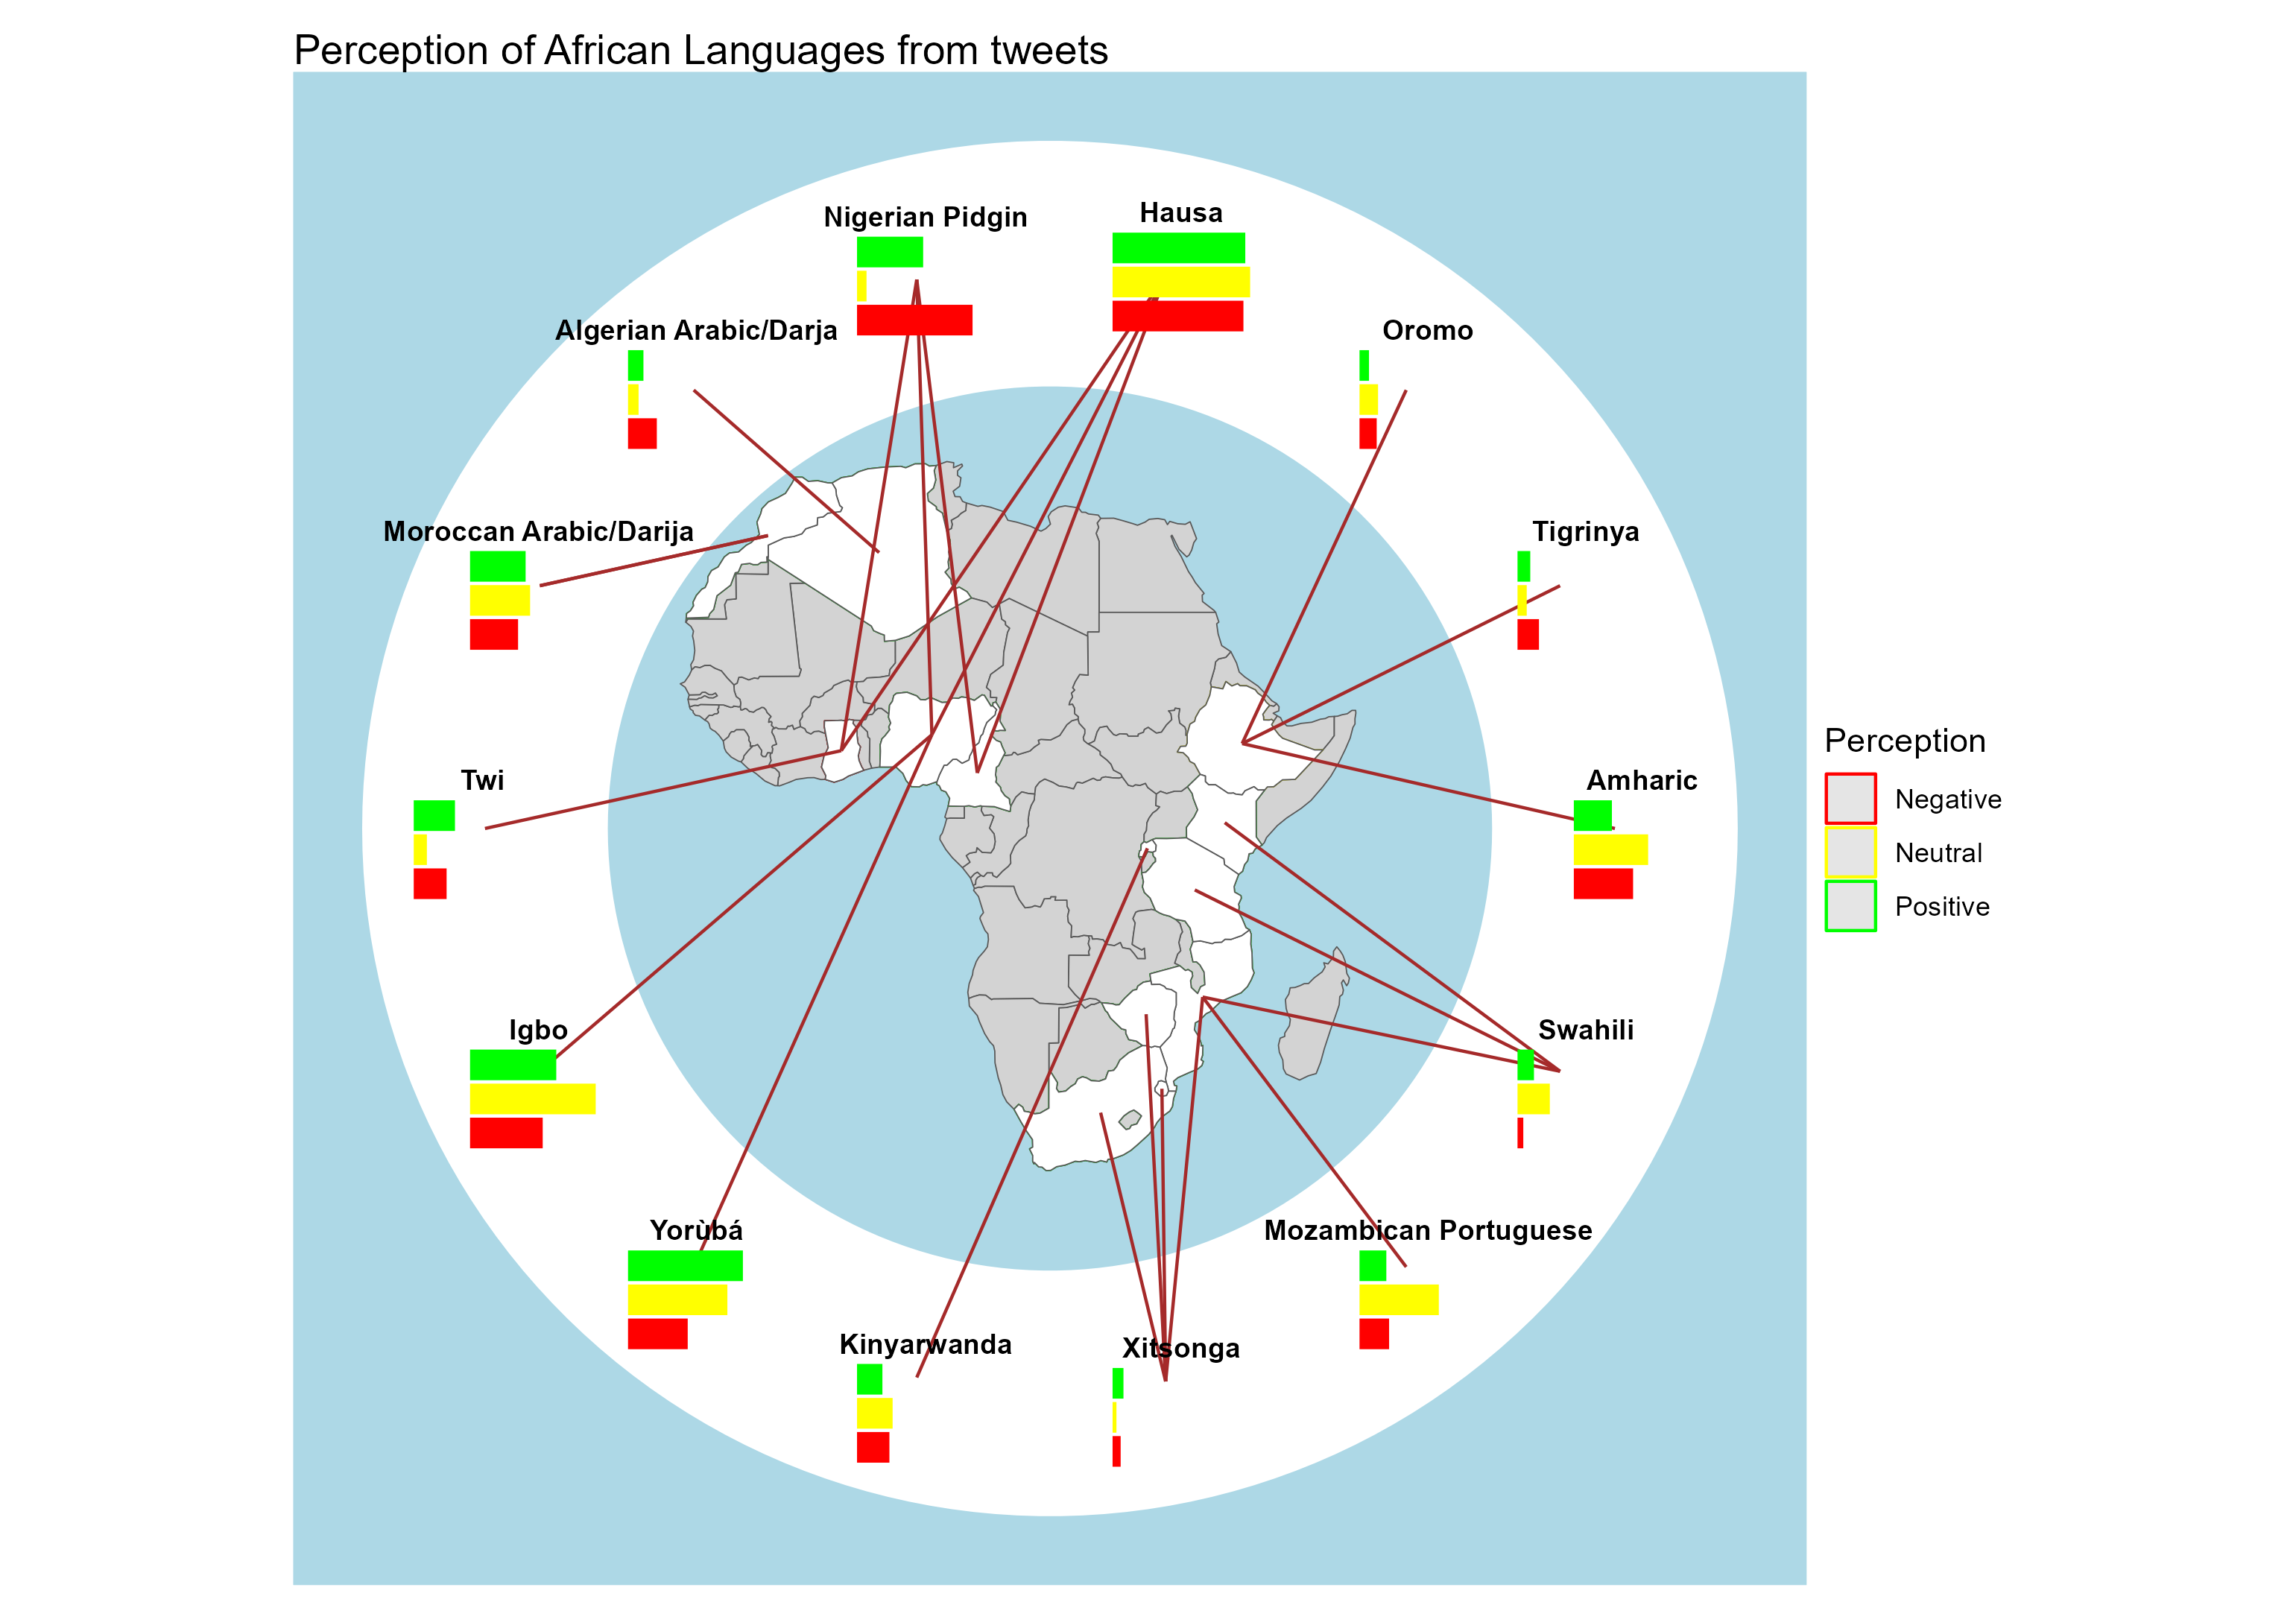 Perception of African Languages from tweets
Nigerian Pidgin
Hausa
Algerian Arabic/Darja
Oromo
Moroccan Arabic/Darija
Tigrinya
Twi
Amharic
Igbo
Swahili
Yorùbá
Mozambican Portuguese
Kinyarwanda
Xitsonga
Perception
Negative
Neutral
Positive